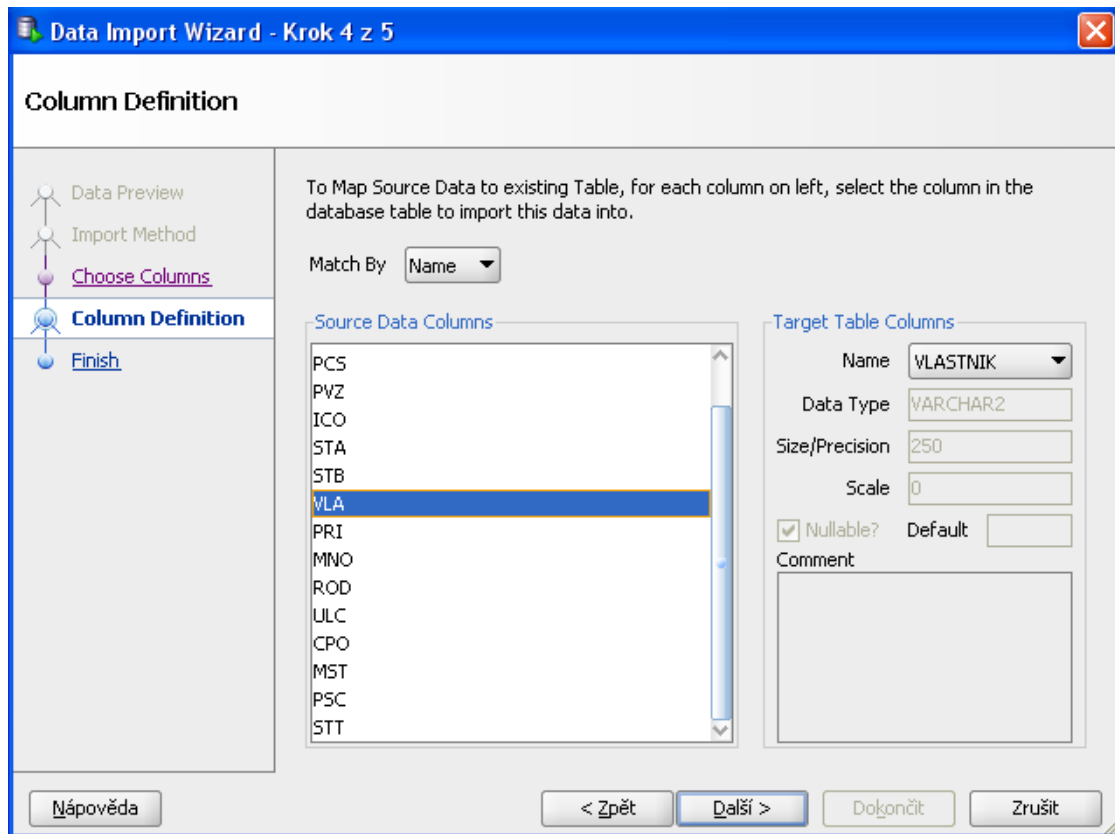 Data Import Wizard - Krok 4 z 5
Column Definition
Data Preview
Import Method
Choose Columns
Column Definition
Finish
To Map Source Data to existing Table, for each column on left, select the column in the
database table to import this data into.
Match By Name
Source Data Columns
PCS
PVZ
ICO
STA
STB
VLA
PRI
MNO
ROD
ULC
CPO
MST
PSC
STT
Target Table Columns
Name VLASTNIK
Data Type VARCHAR2
Size/Precision 250
Scale 0
Nullable? Default
Comment
Nápověda
< Zpět
Další >
Dokončit
Zrušit